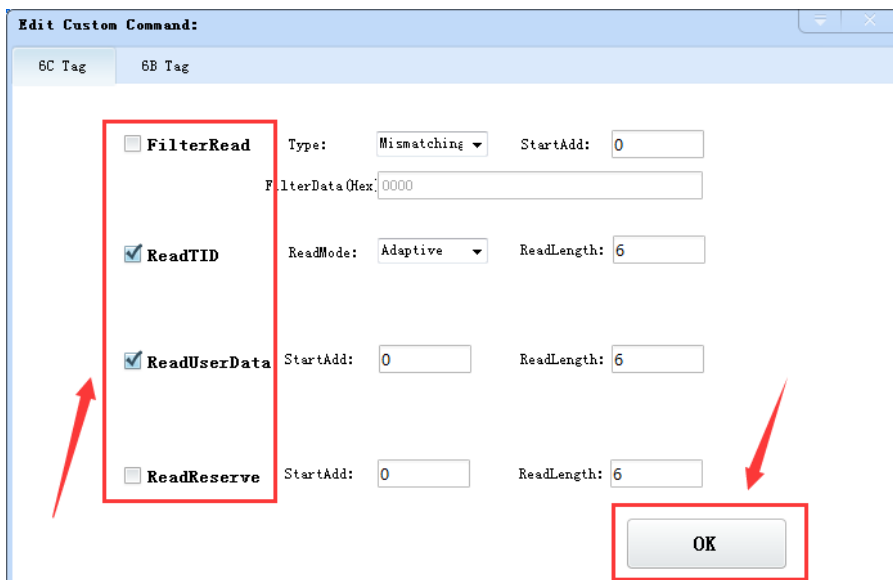 Edit Custom Command:
6C Tag 6B Tag
FilterRead Type: Mismatching StartAdd: 0
FilterData(Hex) 0000
ReadTID ReadMode: Adaptive ReadLength: 6
ReadUserData StartAdd: 0 ReadLength: 6
ReadReserve StartAdd: 0 ReadLength: 6
OK